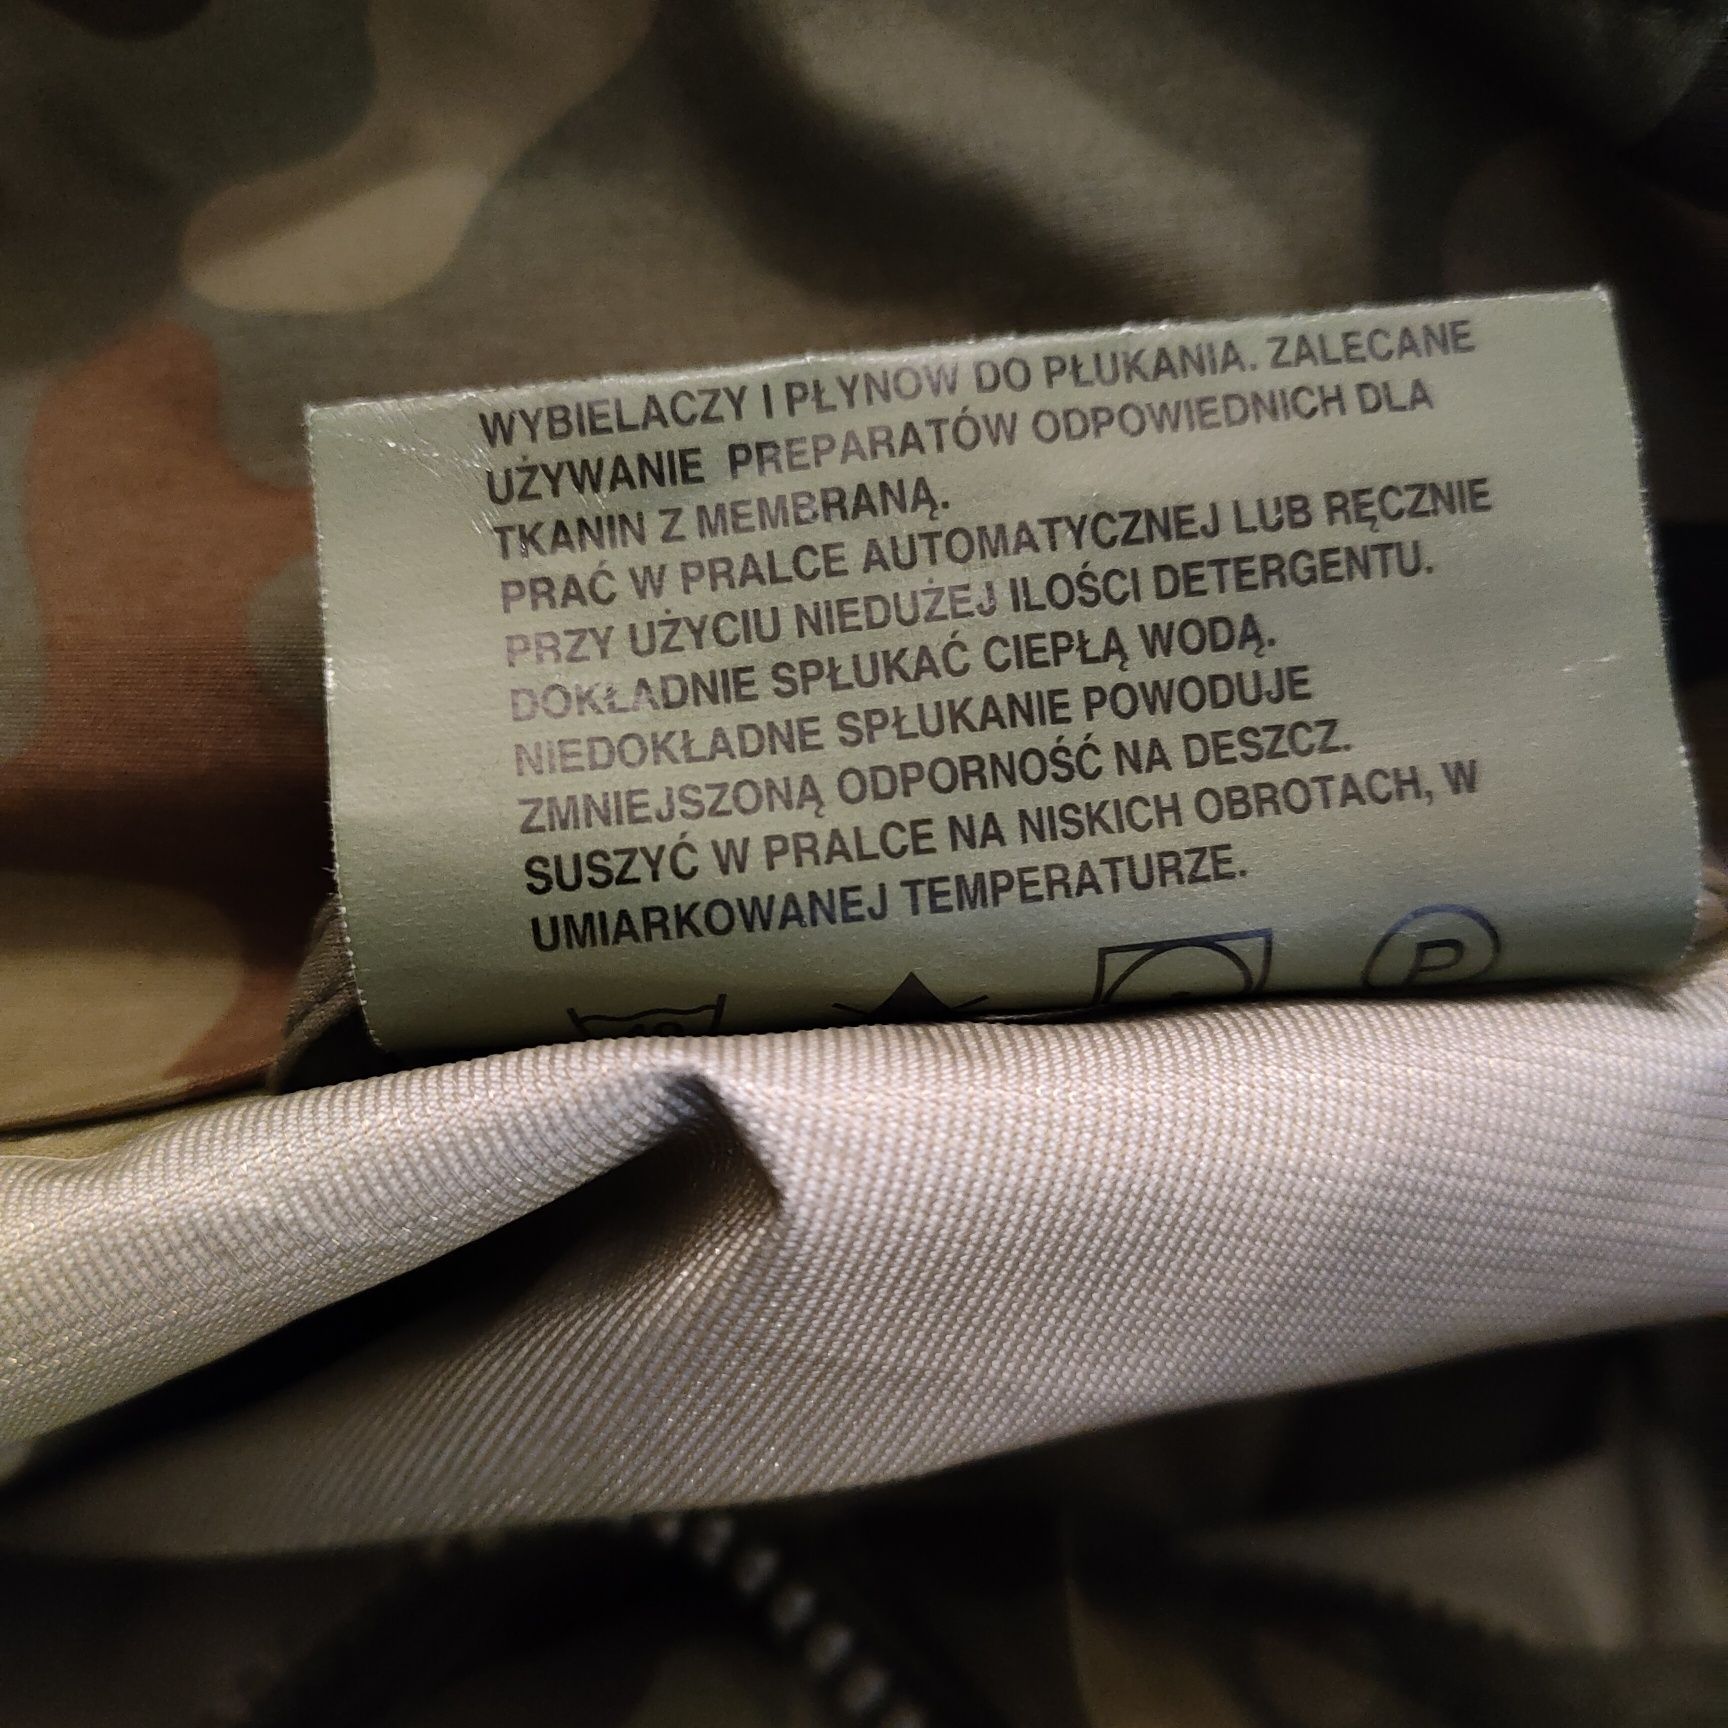 WYBIELACZY I PŁYNOW DO PŁUKANIA. ZALECANE
UŻYWANIE PREPARATÓW ODPOWIEDNICH DLA
TKANIN Z MEMBRANĄ.
PRAĆ W PRALCE AUTOMATYCZNEJ LUB RĘCZNIE
PRZY UŻYCIU NIEDUŻEJ ILOŚCI DETERGENTU.
DOKŁADNIE SPŁUKAĆ CIEPŁĄ WODĄ.
NIEDOKŁADNE SPŁUKANIE POWODUJE
ZMNIEJSZONĄ ODPORNOŚĆ NA DESZCZ.
SUSZYĆ W PRALCE NA NISKICH OBROTACH, W
UMIARKOWANEJ TEMPERATURZE.
P